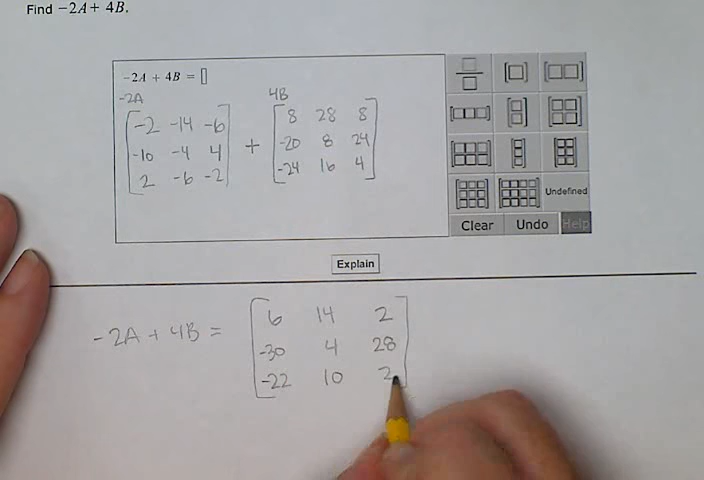 Find −2A + 4B.
−2A + 4B =
-2A 4B
-2 -14 -6 8 28 8
-10 -4 4 + -20 8 24
2 -6 -2 -24 16 4
Undefined
Clear Undo Help
Explain
6 14 2
-2A + 4B = -30 4 28
-22 10 2